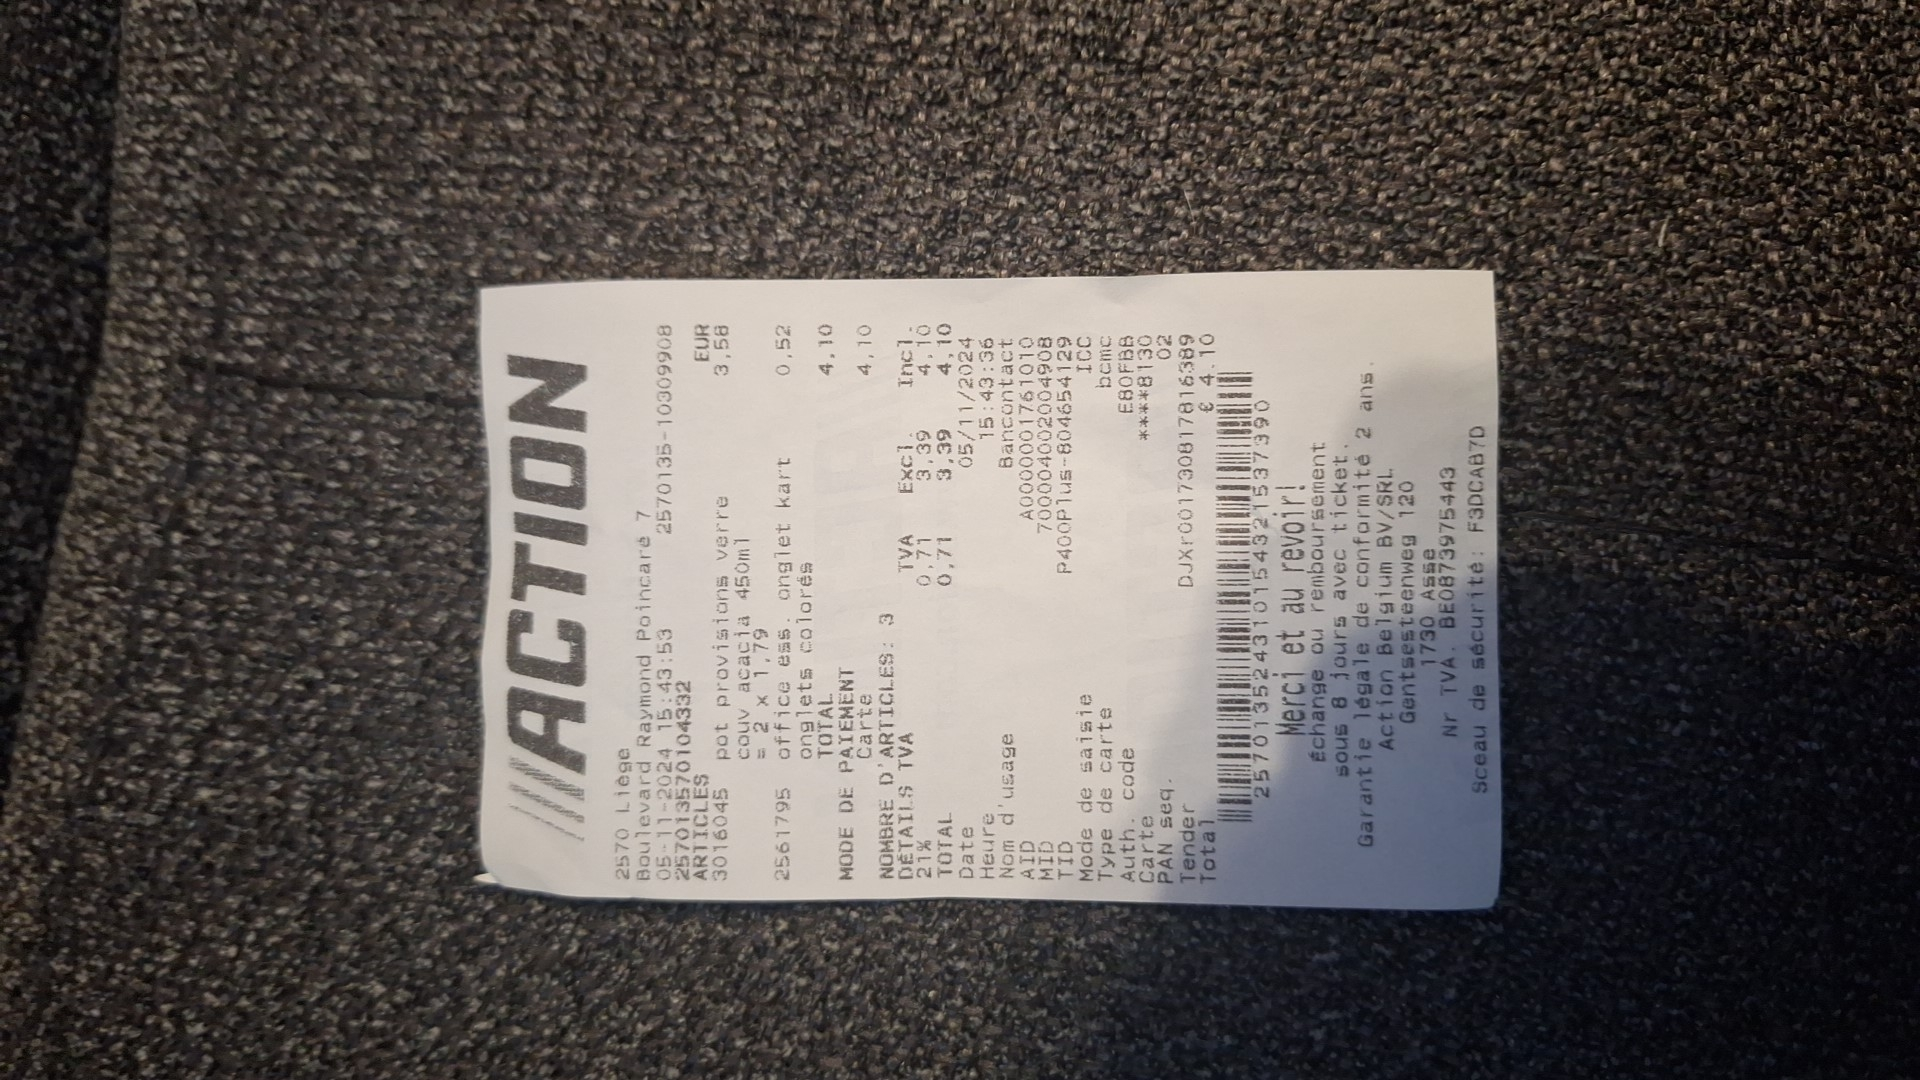 ACTION
2570 Liège
Boulevard Raymond Poincaré 7
05-11-2024 15:43:53 2570135-10309908
2570135701043​32
ARTICLES EUR
3016045 pot provisions verre 3,58
couv acacia 450ml
= 2 x 1,79
2561795 office ess. onglet kart 0,52
onglets colorés
TOTAL 4,10
MODE DE PAIEMENT
Carte 4,10
NOMBRE D'ARTICLES: 3
DÉTAILS TVA TVA Excl. Incl.
21% 0,71 3,39 4,10
TOTAL 0,71 3,39 4,10
Date 05/11/2024
Heure 15:43:36
Nom d'usage Bancontact
AID A0000001761010
MID 700004002004908
TID P400Plus-804654129
Mode de saisie ICC
Type de carte bcmc
Auth. code
Carte ****8130
PAN seq. 02
Tender DJXr001730817816389
Total € 4.10
Merci et au revoir!
échange ou remboursement
sous 8 jours avec ticket.
Garantie légale de conformité 2 ans.
Action Belgium BV/SRL
Gentsesteenweg 120
1730 Asse
Nr TVA. BE0873975443
Sceau de sécurité: F3DCAB7D